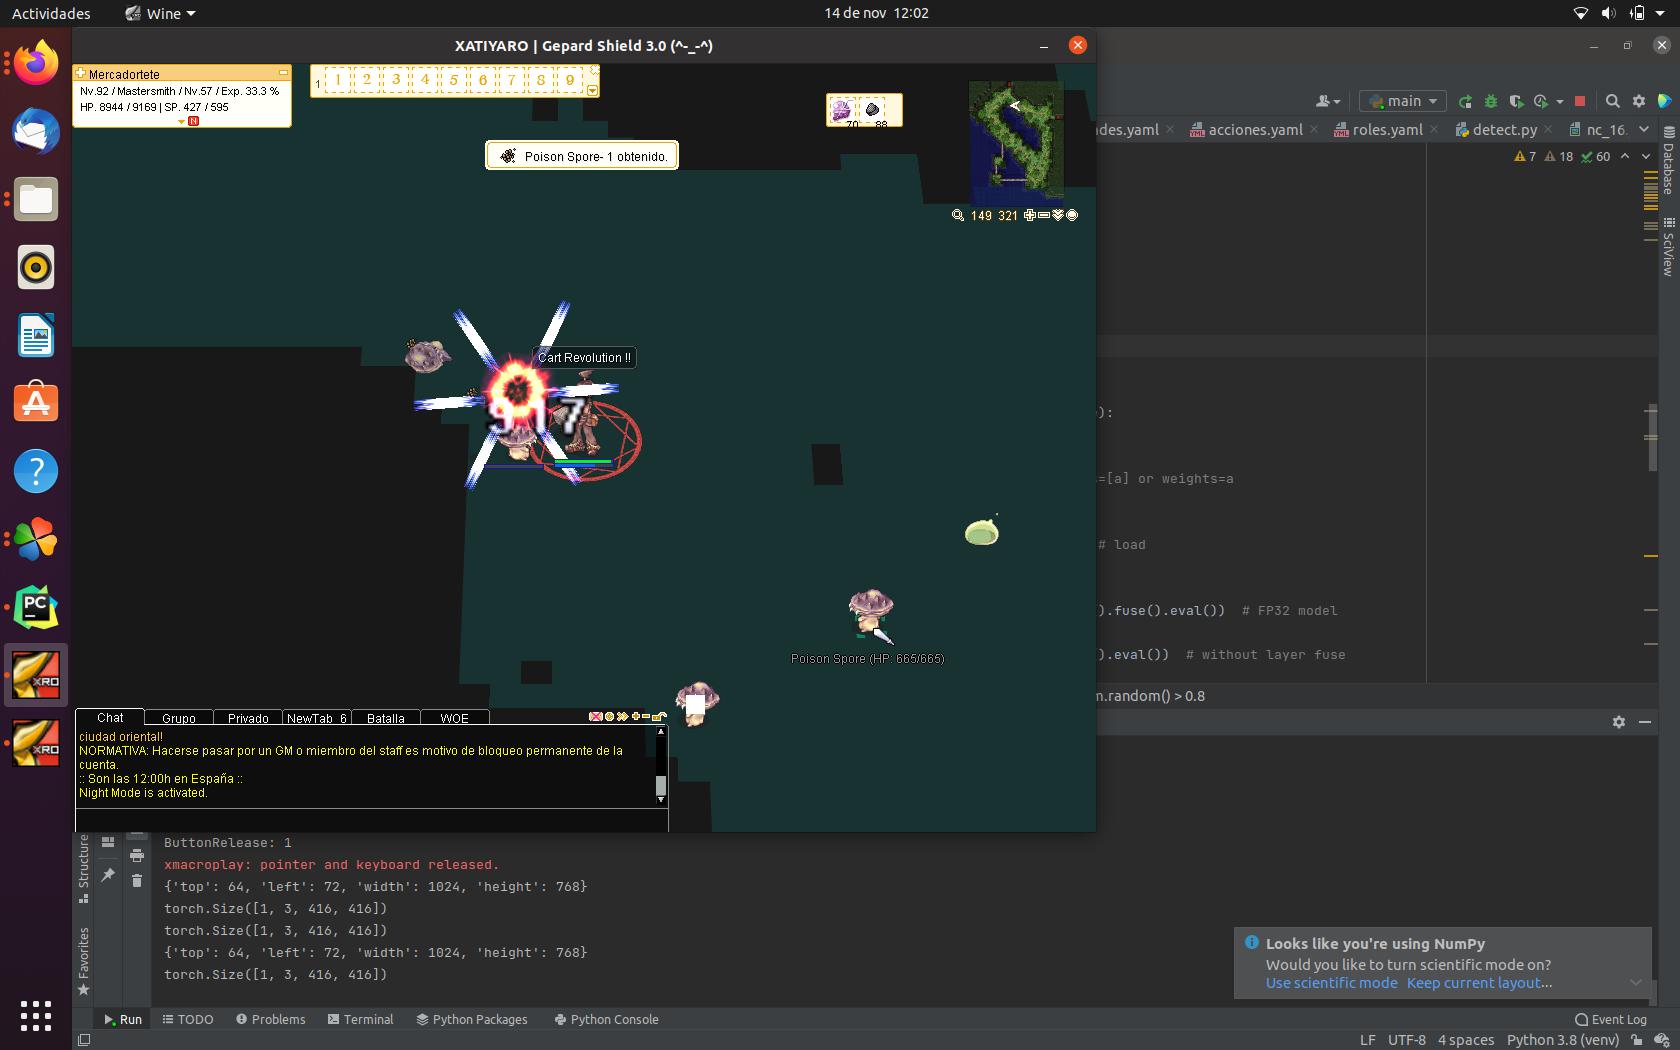 Actividades
Wine
14 de nov 12:02
XATIYARO | Gepard Shield 3.0 (^-_-^)
Mercadortete
Nv.92 / Mastersmith / Nv.57 / Exp. 33.3 %
HP. 8944 / 9169 | SP. 427 / 595
N
1 1 2 3 4 5 6 7 8 9
70 88
Poison Spore- 1 obtenido.
149 321
Cart Revolution !!
917
Poison Spore (HP: 665/665)
Chat Grupo Privado NewTab_6 Batalla WOE
ciudad oriental!
NORMATIVA: Hacerse pasar por un GM o miembro del staff es motivo de bloqueo permanente de la
cuenta.
:: Son las 12:00h en España ::
Night Mode is activated.
main
des.yaml acciones.yaml roles.yaml detect.py nc_16.
7 18 60
Database
SciView
):
=[a] or weights=a
# load
).fuse().eval()) # FP32 model
).eval()) # without layer fuse
m.random() > 0.8
PC
XRO
XRO
Structure
Favorites
ButtonRelease: 1
xmacroplay: pointer and keyboard released.
{'top': 64, 'left': 72, 'width': 1024, 'height': 768}
torch.Size([1, 3, 416, 416])
torch.Size([1, 3, 416, 416])
{'top': 64, 'left': 72, 'width': 1024, 'height': 768}
torch.Size([1, 3, 416, 416])
Looks like you're using NumPy
Would you like to turn scientific mode on?
Use scientific mode Keep current layout...
Run TODO Problems Terminal Python Packages Python Console
Event Log
LF UTF-8 4 spaces Python 3.8 (venv)